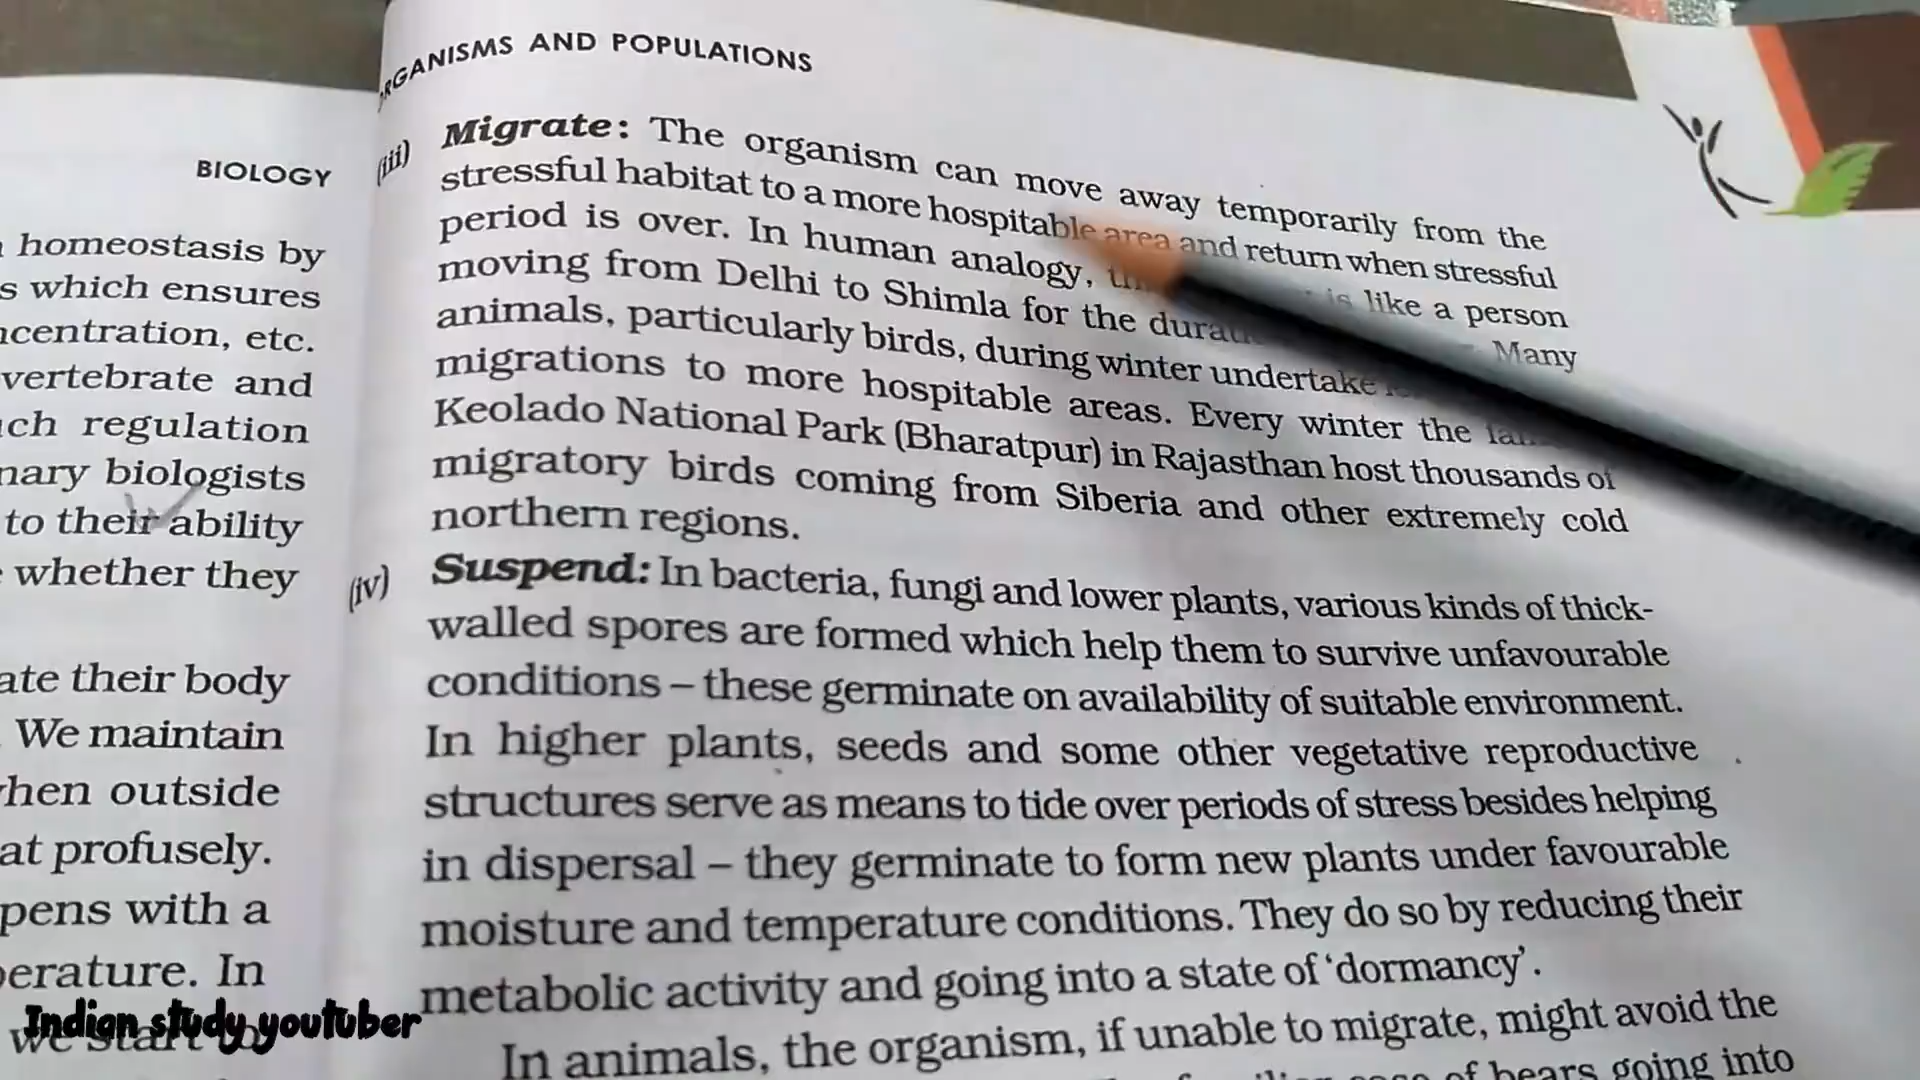 BIOLOGY
homeostasis by
s which ensures
ncentration, etc.
vertebrate and
uch regulation
nary biologists
to their ability
whether they
ate their body
We maintain
when outside
at profusely.
pens with a
perature. In
we start to
ORGANISMS AND POPULATIONS
(iii) Migrate: The organism can move away temporarily from the
stressful habitat to a more hospitable area and return when stressful
period is over. In human analogy, is like a person
moving from Delhi to Shimla for the Many
animals, particularly birds, during winter undertake
migrations to more hospitable areas. Every winter the
Keolado National Park (Bharatpur) in Rajasthan host thousands of
migratory birds coming from Siberia and other extremely cold
northern regions.
(iv) Suspend: In bacteria, fungi and lower plants, various kinds of thick-
walled spores are formed which help them to survive unfavourable
conditions – these germinate on availability of suitable environment.
In higher plants, seeds and some other vegetative reproductive
structures serve as means to tide over periods of stress besides helping
in dispersal – they germinate to form new plants under favourable
moisture and temperature conditions. They do so by reducing their
metabolic activity and going into a state of ‘dormancy’.
In animals, the organism, if unable to migrate, might avoid the
case of bears going into
Indian study youtuber